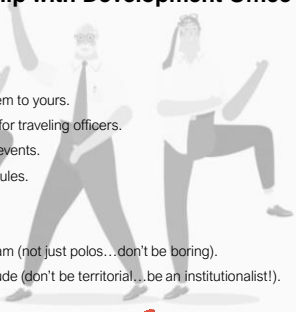 ip with Development Office
em to yours.
for traveling officers.
events.
ules.
am (not just polos…don't be boring).
ude (don't be territorial…be an institutionalist!).